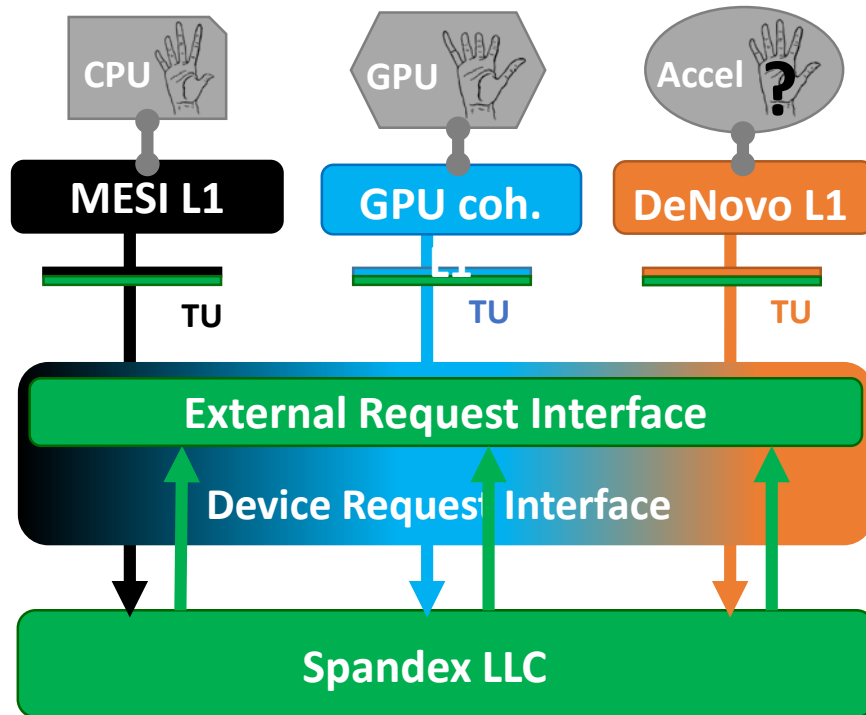 CPU
GPU
Accel
?
MESI L1
GPU coh.
L1
DeNovo L1
TU
TU
TU
External Request Interface
Device Request Interface
Spandex LLC